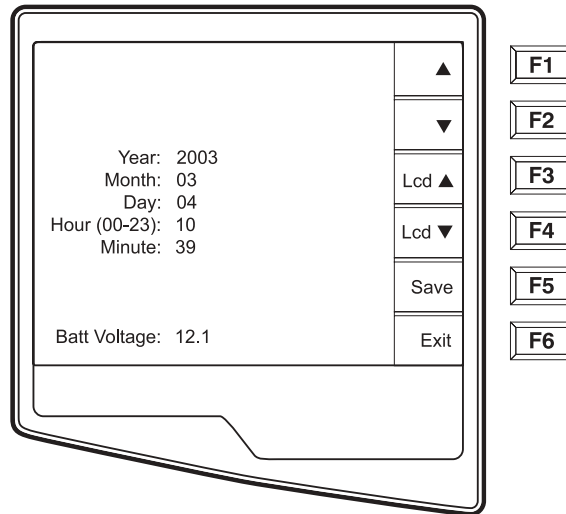 ▲ F1
▼ F2
Year: 2003
Month: 03
Lcd ▲ F3
Day: 04
Hour (00-23): 10
Lcd ▼ F4
Minute: 39
Save F5
Batt Voltage: 12.1
Exit F6